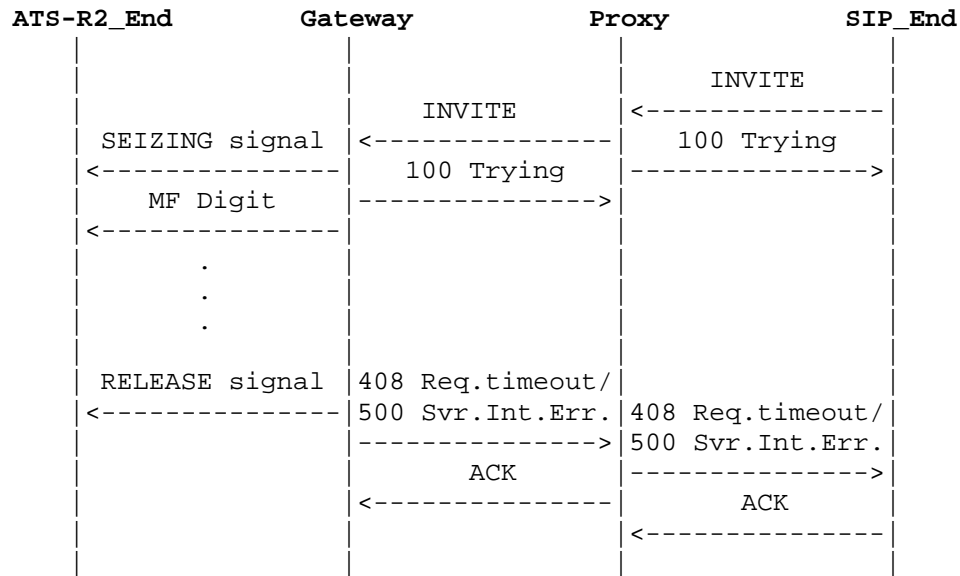 ATS-R2_End Gateway Proxy SIP_End
INVITE
INVITE
SEIZING signal 100 Trying
100 Trying
MF Digit
.
.
.
RELEASE signal 408 Req.timeout/
500 Svr.Int.Err. 408 Req.timeout/
500 Svr.Int.Err.
ACK
ACK